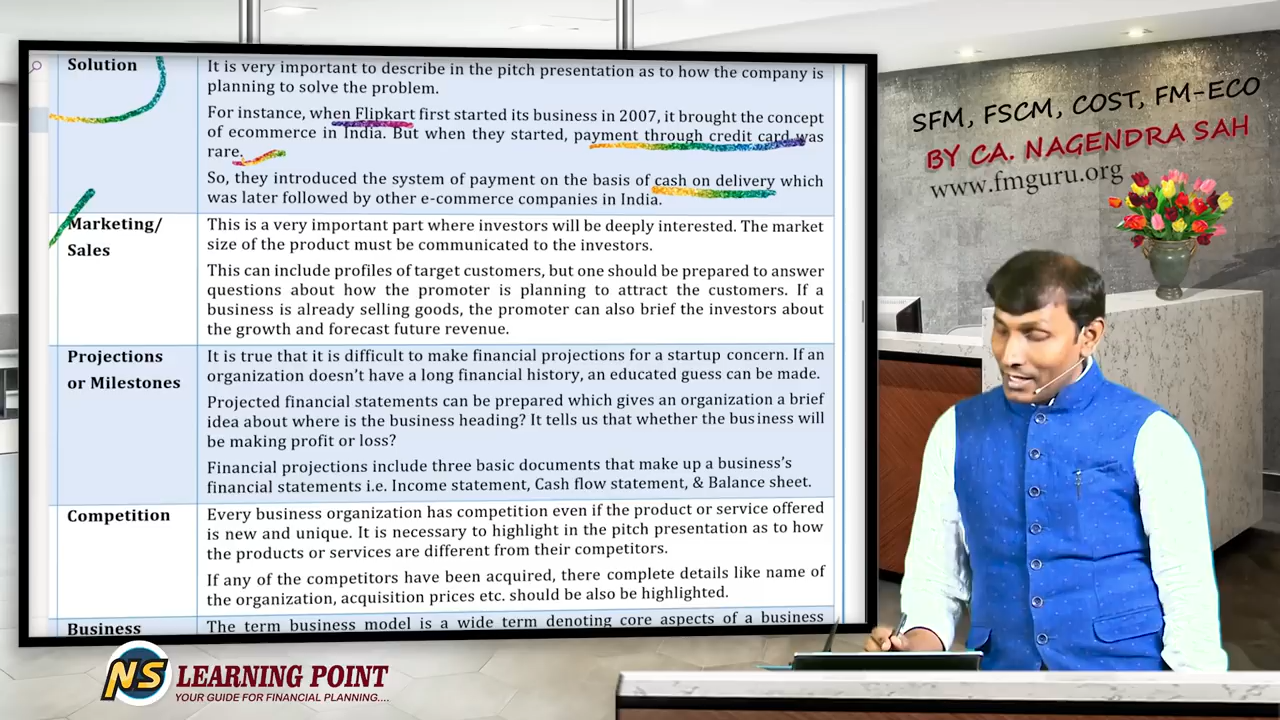 Solution
It is very important to describe in the pitch presentation as to how the company is
planning to solve the problem.
For instance, when Flipkart first started its business in 2007, it brought the concept
of ecommerce in India. But when they started, payment through credit card was
rare.
So, they introduced the system of payment on the basis of cash on delivery which
was later followed by other e-commerce companies in India.
Marketing/
Sales
This is a very important part where investors will be deeply interested. The market
size of the product must be communicated to the investors.
This can include profiles of target customers, but one should be prepared to answer
questions about how the promoter is planning to attract the customers. If a
business is already selling goods, the promoter can also brief the investors about
the growth and forecast future revenue.
Projections
or Milestones
It is true that it is difficult to make financial projections for a startup concern. If an
organization doesn't have a long financial history, an educated guess can be made.
Projected financial statements can be prepared which gives an organization a brief
idea about where is the business heading? It tells us that whether the business will
be making profit or loss?
Financial projections include three basic documents that make up a business's
financial statements i.e. Income statement, Cash flow statement, & Balance sheet.
Competition
Every business organization has competition even if the product or service offered
is new and unique. It is necessary to highlight in the pitch presentation as to how
the products or services are different from their competitors.
If any of the competitors have been acquired, there complete details like name of
the organization, acquisition prices etc. should be also be highlighted.
Business
The term business model is a wide term denoting core aspects of a business
SFM, FSCM, COST, FM-ECO
BY CA. NAGENDRA SAH
www.fmguru.org
NS LEARNING POINT
YOUR GUIDE FOR FINANCIAL PLANNING....